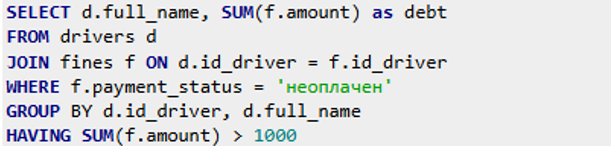 SELECT d.full_name, SUM(f.amount) as debt
FROM drivers d
JOIN fines f ON d.id_driver = f.id_driver
WHERE f.payment_status = 'неоплачен'
GROUP BY d.id_driver, d.full_name
HAVING SUM(f.amount) > 1000